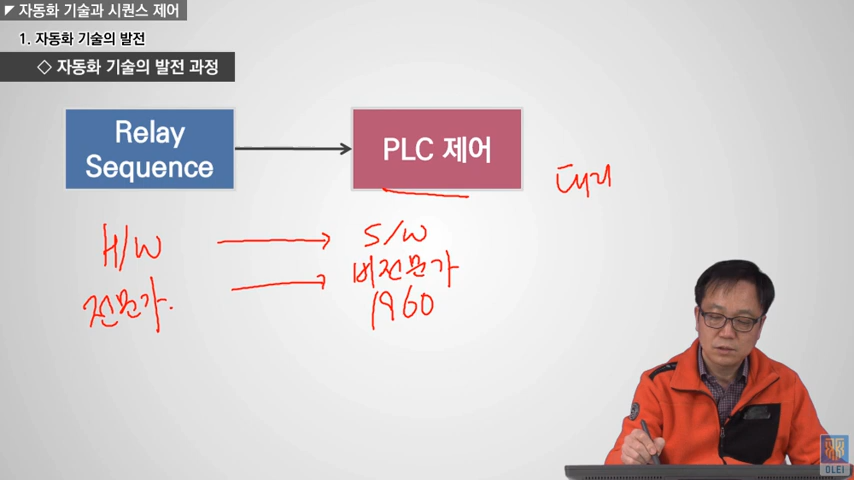 자동화 기술과 시퀀스 제어
1. 자동화 기술의 발전
◇ 자동화 기술의 발전 과정
Relay
Sequence
PLC 제어
H/W
S/W
전문가.
비전문가
1960
OLEI